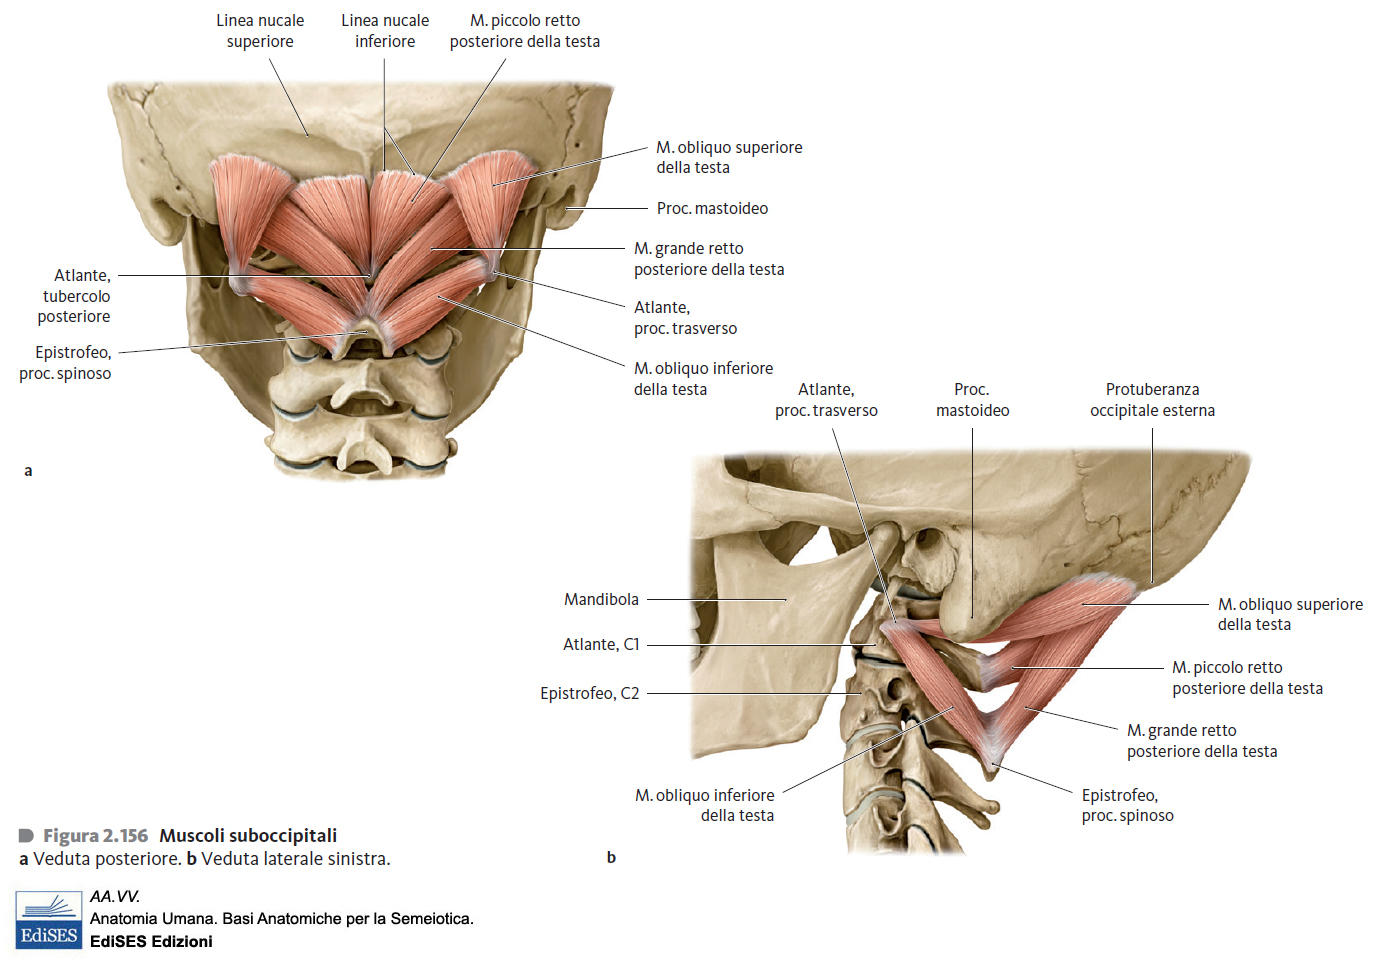 Linea nucale
superiore
Linea nucale
inferiore
M. piccolo retto
posteriore della testa
M. obliquo superiore
della testa
Proc. mastoideo
M. grande retto
posteriore della testa
Atlante,
proc. trasverso
M. obliquo inferiore
della testa
Atlante,
tubercolo
posteriore
Epistrofeo,
proc. spinoso
a
Atlante,
proc. trasverso
Proc.
mastoideo
Protuberanza
occipitale esterna
Mandibola
Atlante, C1
Epistrofeo, C2
M. obliquo inferiore
della testa
M. obliquo superiore
della testa
M. piccolo retto
posteriore della testa
M. grande retto
posteriore della testa
Epistrofeo,
proc. spinoso
b
Figura 2.156 Muscoli suboccipitali
a Veduta posteriore. b Veduta laterale sinistra.
EdiSES
AA.VV.
Anatomia Umana. Basi Anatomiche per la Semeiotica.
EdiSES Edizioni